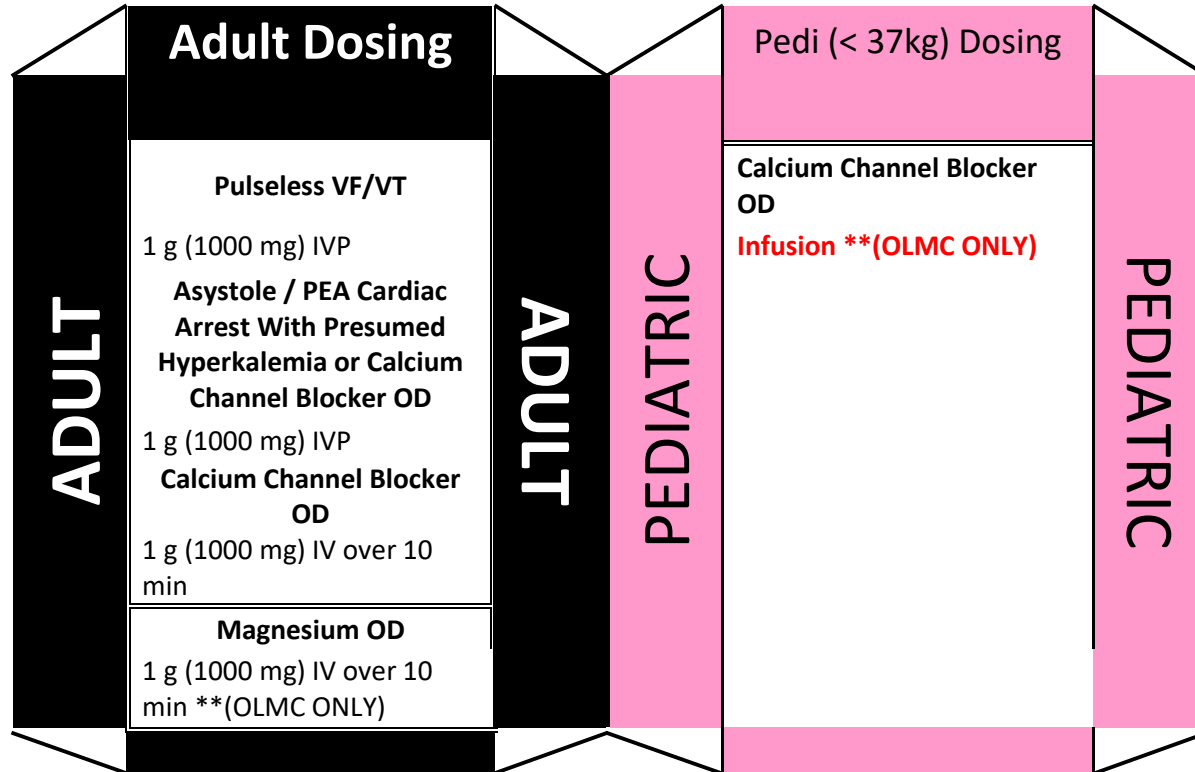 Adult Dosing
ADULT
Pulseless VF/VT
1 g (1000 mg) IVP
Asystole / PEA Cardiac
Arrest With Presumed
Hyperkalemia or Calcium
Channel Blocker OD
1 g (1000 mg) IVP
Calcium Channel Blocker
OD
1 g (1000 mg) IV over 10
min
Magnesium OD
1 g (1000 mg) IV over 10
min **(OLMC ONLY)
ADULT
Pedi (< 37kg) Dosing
PEDIATRIC
Calcium Channel Blocker
OD
Infusion **(OLMC ONLY)
PEDIATRIC